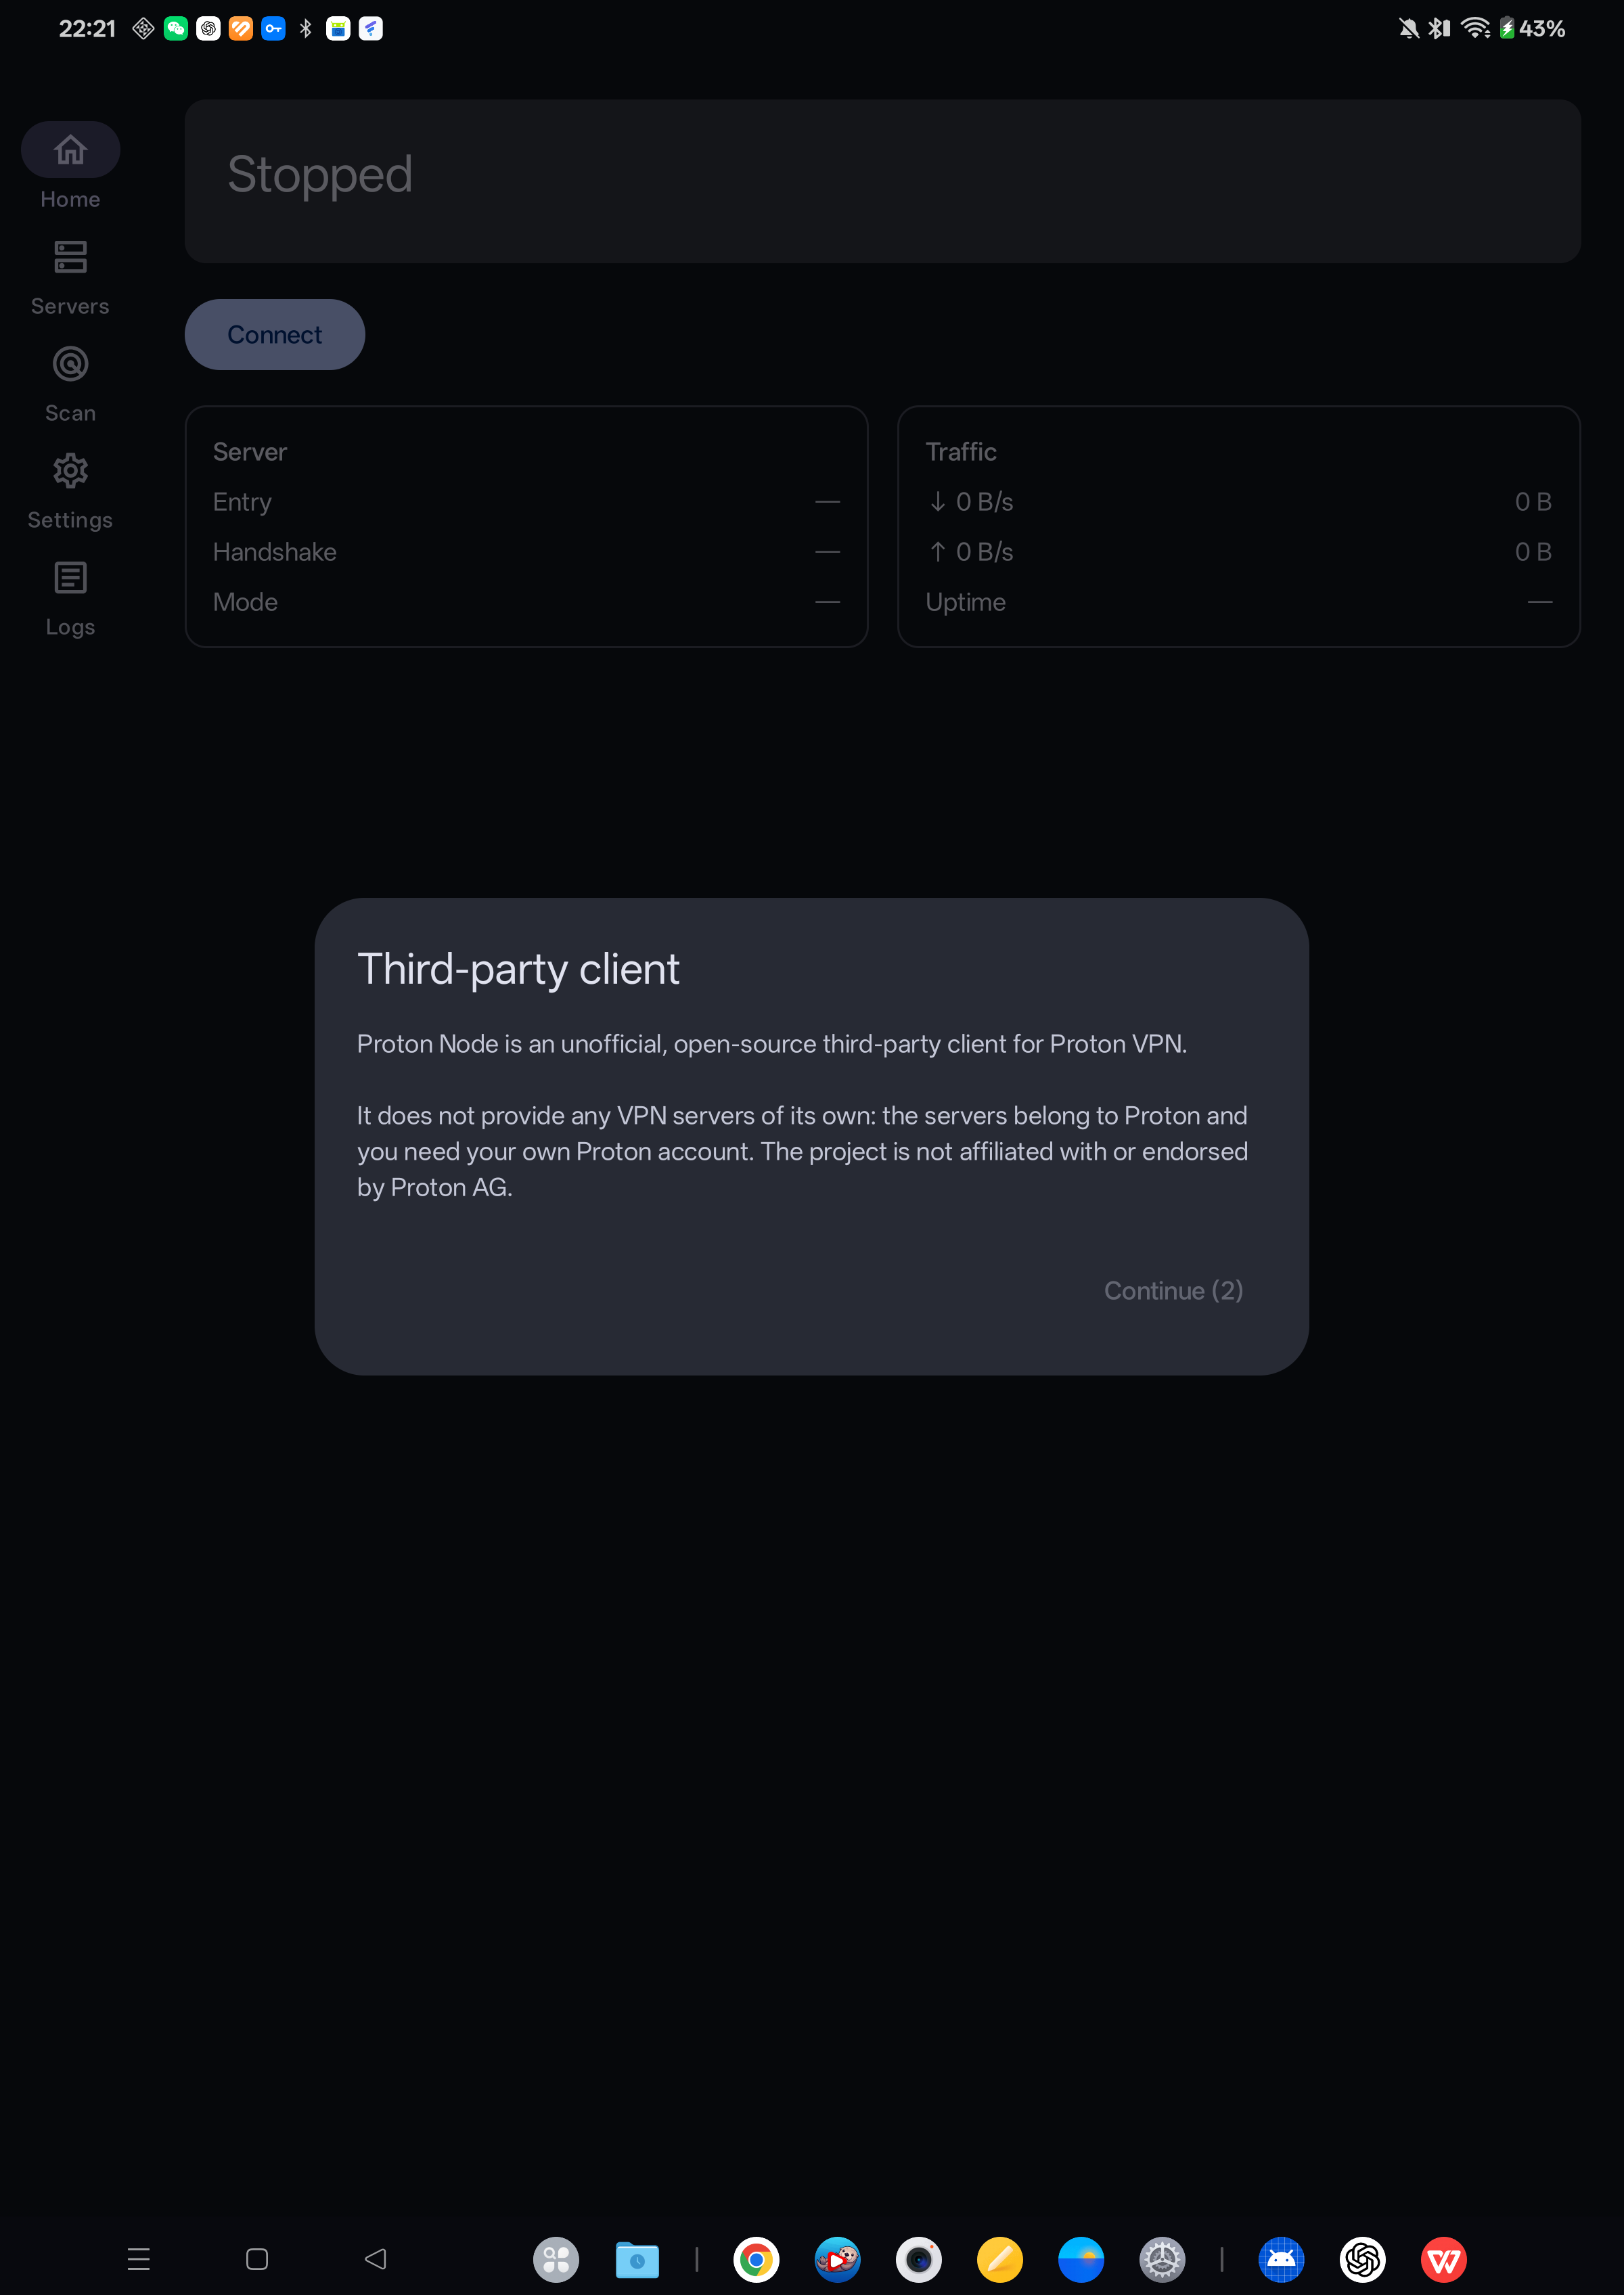 22:21
43%
Stopped
Home
Servers
Connect
Scan
Server
Traffic
Entry —
↓ 0 B/s 0 B
Settings
Handshake —
↑ 0 B/s 0 B
Mode —
Uptime —
Logs
Third-party client
Proton Node is an unofficial, open-source third-party client for Proton VPN.
It does not provide any VPN servers of its own: the servers belong to Proton and
you need your own Proton account. The project is not affiliated with or endorsed
by Proton AG.
Continue (2)